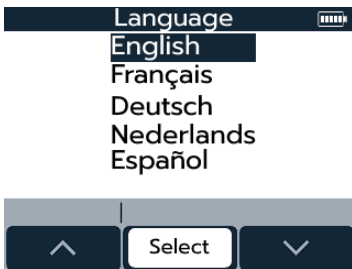 Language
English
Français
Deutsch
Nederlands
Español
Select